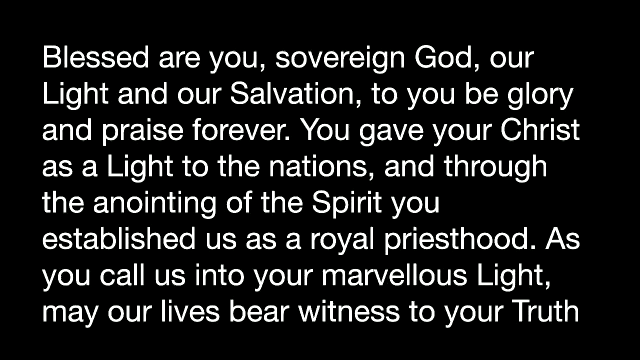 Blessed are you, sovereign God, our
Light and our Salvation, to you be glory
and praise forever. You gave your Christ
as a Light to the nations, and through
the anointing of the Spirit you
established us as a royal priesthood. As
you call us into your marvellous Light,
may our lives bear witness to your Truth